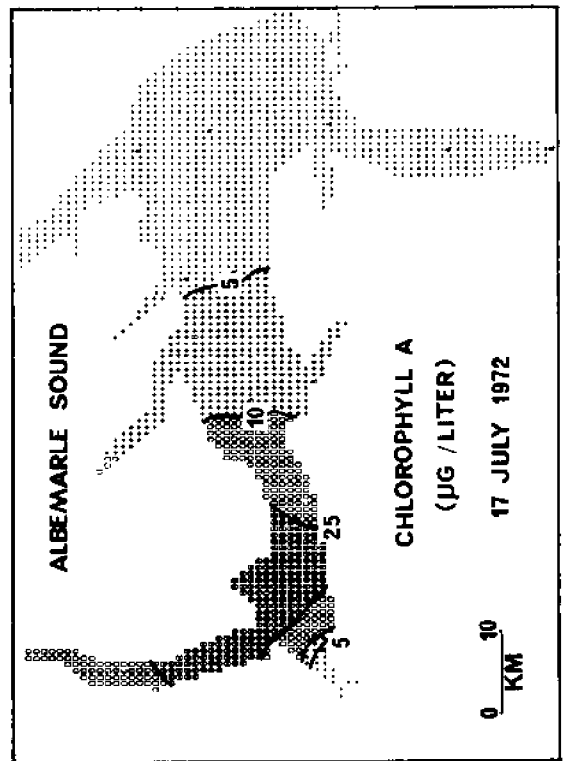 ALBEMARLE SOUND
5
10
25
5
CHLOROPHYLL A
(µG /LITER)
17 JULY 1972
0 10
KM